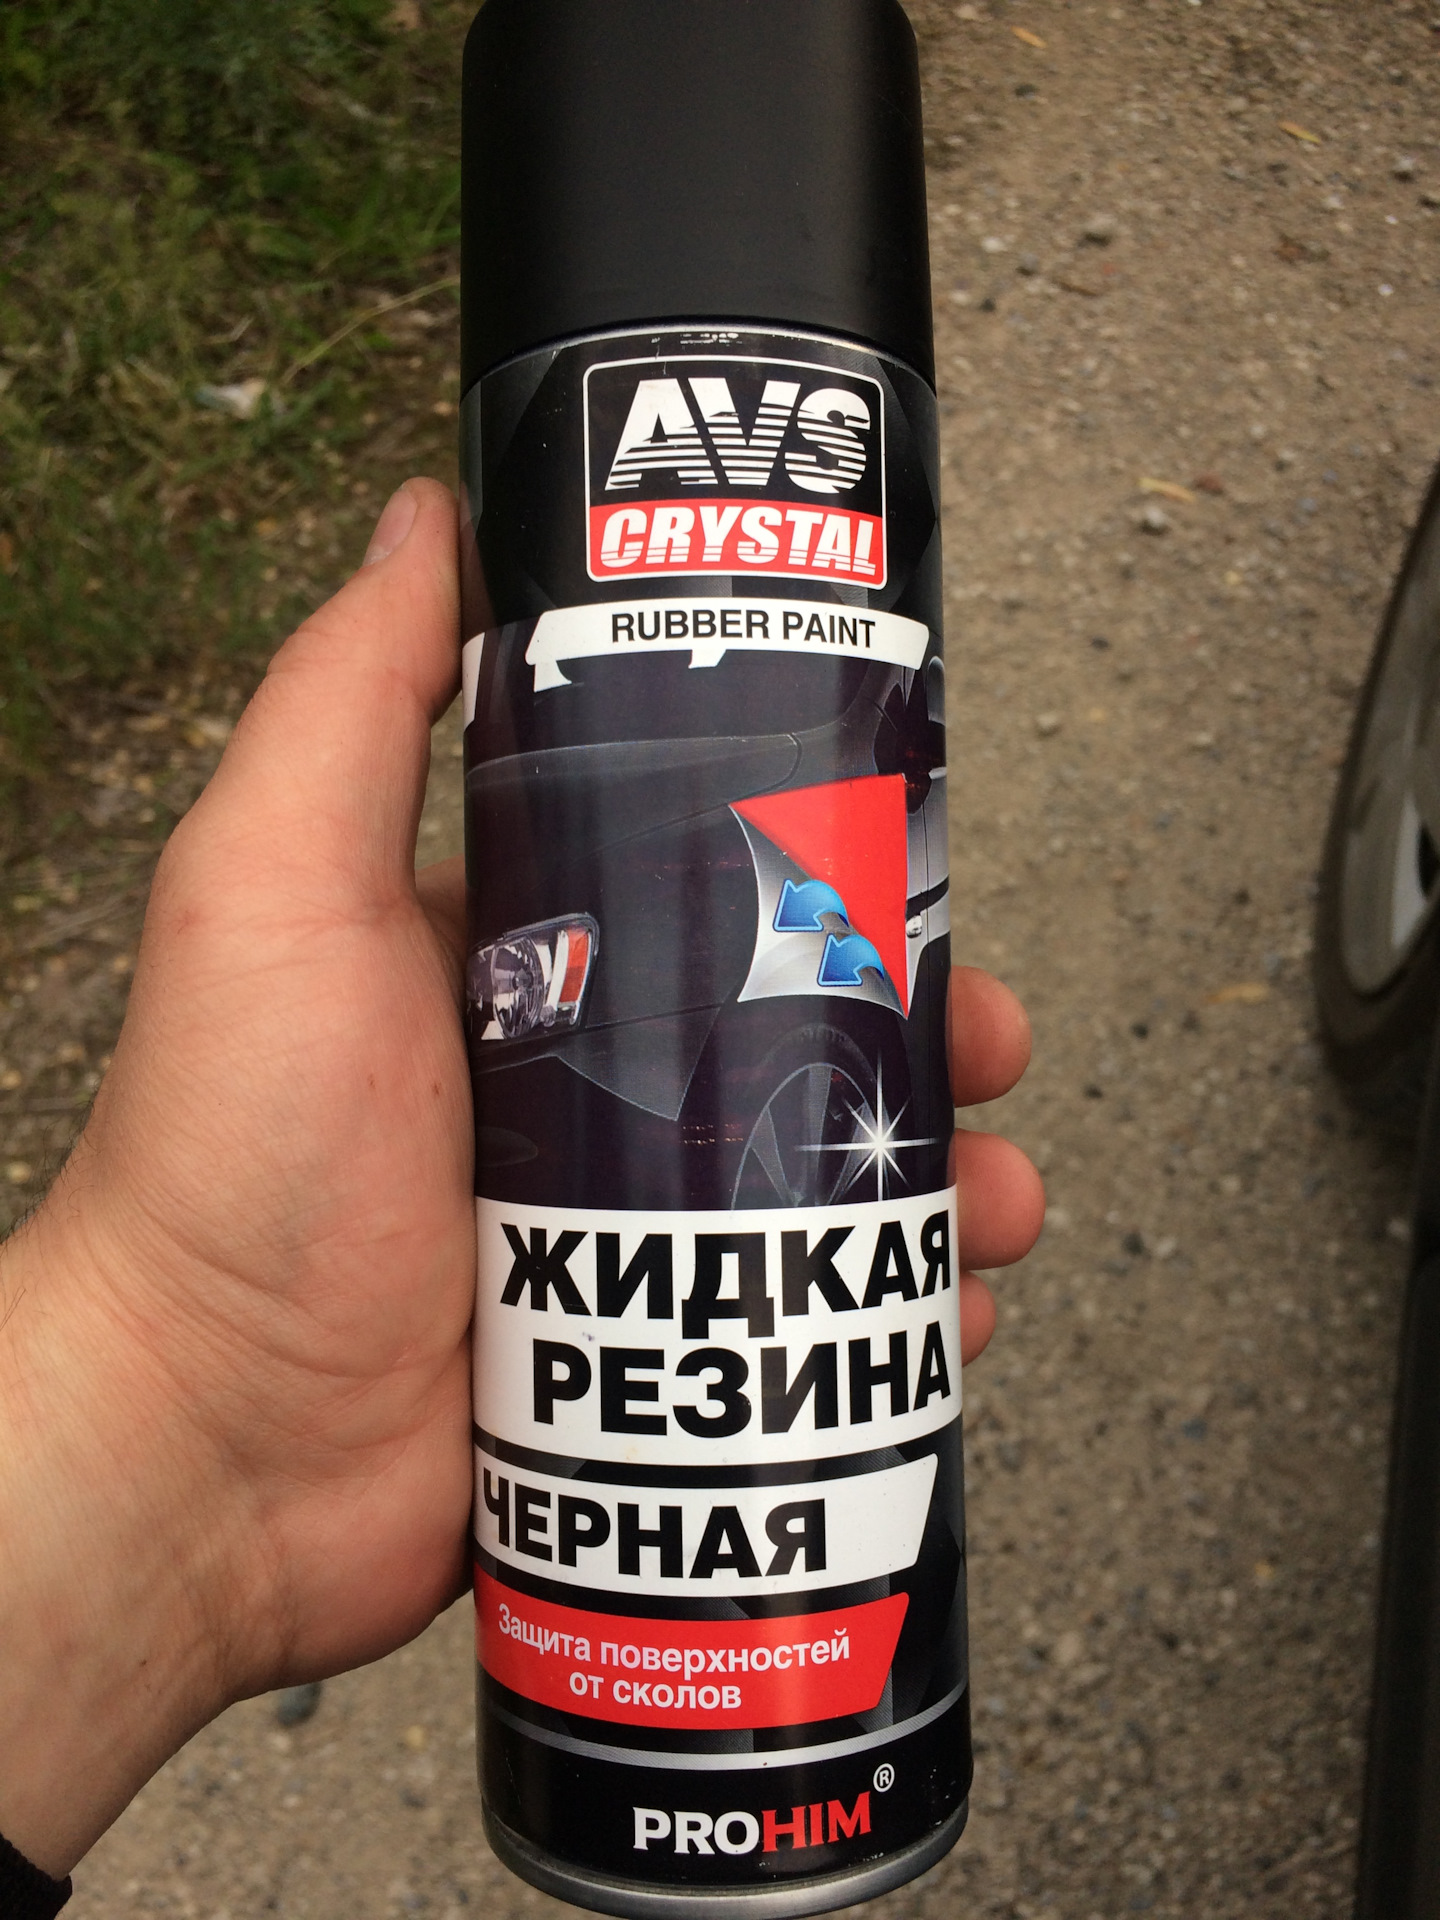 AVS
CRYSTAL
RUBBER PAINT
ЖИДКАЯ
РЕЗИНА
ЧЕРНАЯ
Защита поверхностей
от сколов
PROHIM®